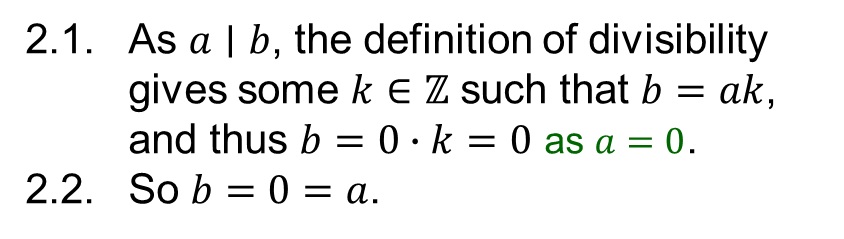 2.1. As a | b, the definition of divisibility
gives some k ∈ ℤ such that b = ak,
and thus b = 0 · k = 0 as a = 0.
2.2. So b = 0 = a.